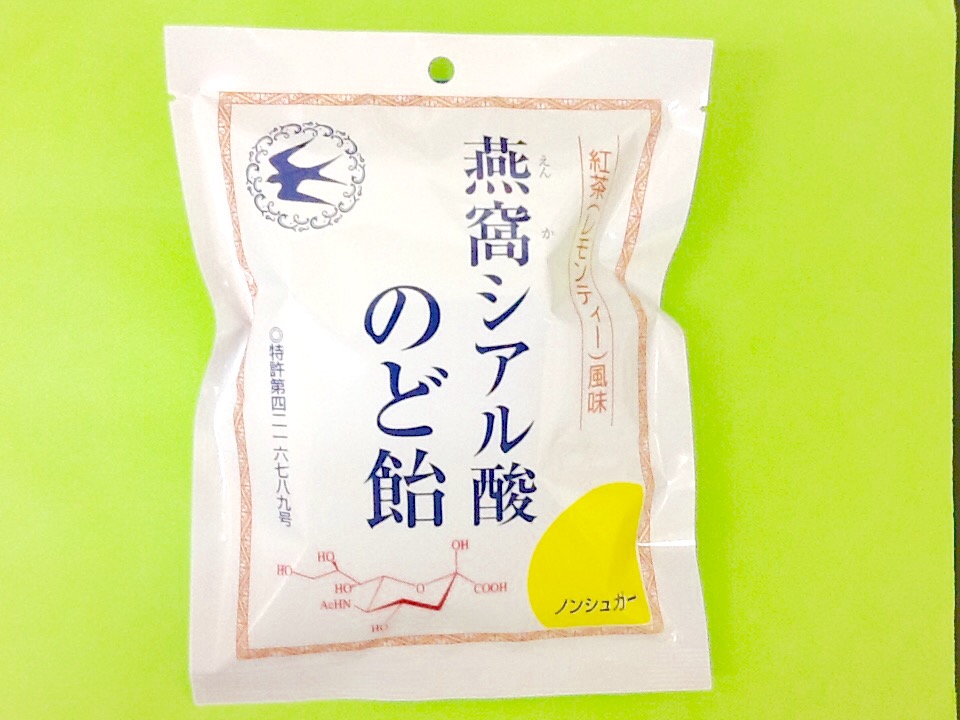 紅茶(レモンティー)風味
燕窩シアル酸
えんか
のど飴
◎特許第四二一六七八九号
OH
HO
HO
HO
O
COOH
AcHN
HO
ノンシュガー